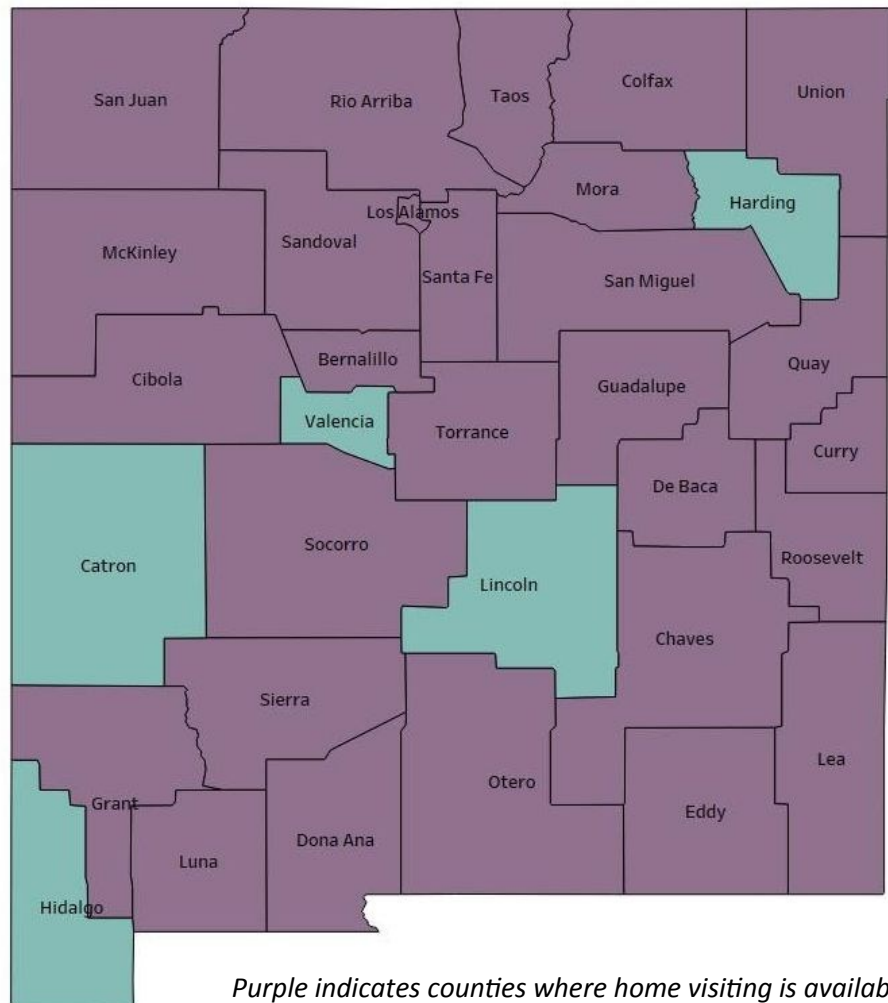 San Juan
Rio Arriba
Taos
Colfax
Union
Mora
Harding
Los Alamos
McKinley
Sandoval
Santa Fe
San Miguel
Bernalillo
Cibola
Quay
Guadalupe
Valencia
Torrance
Curry
De Baca
Catron
Socorro
Lincoln
Roosevelt
Chaves
Sierra
Otero
Lea
Grant
Eddy
Luna
Dona Ana
Hidalgo
Purple indicates counties where home visiting is availab